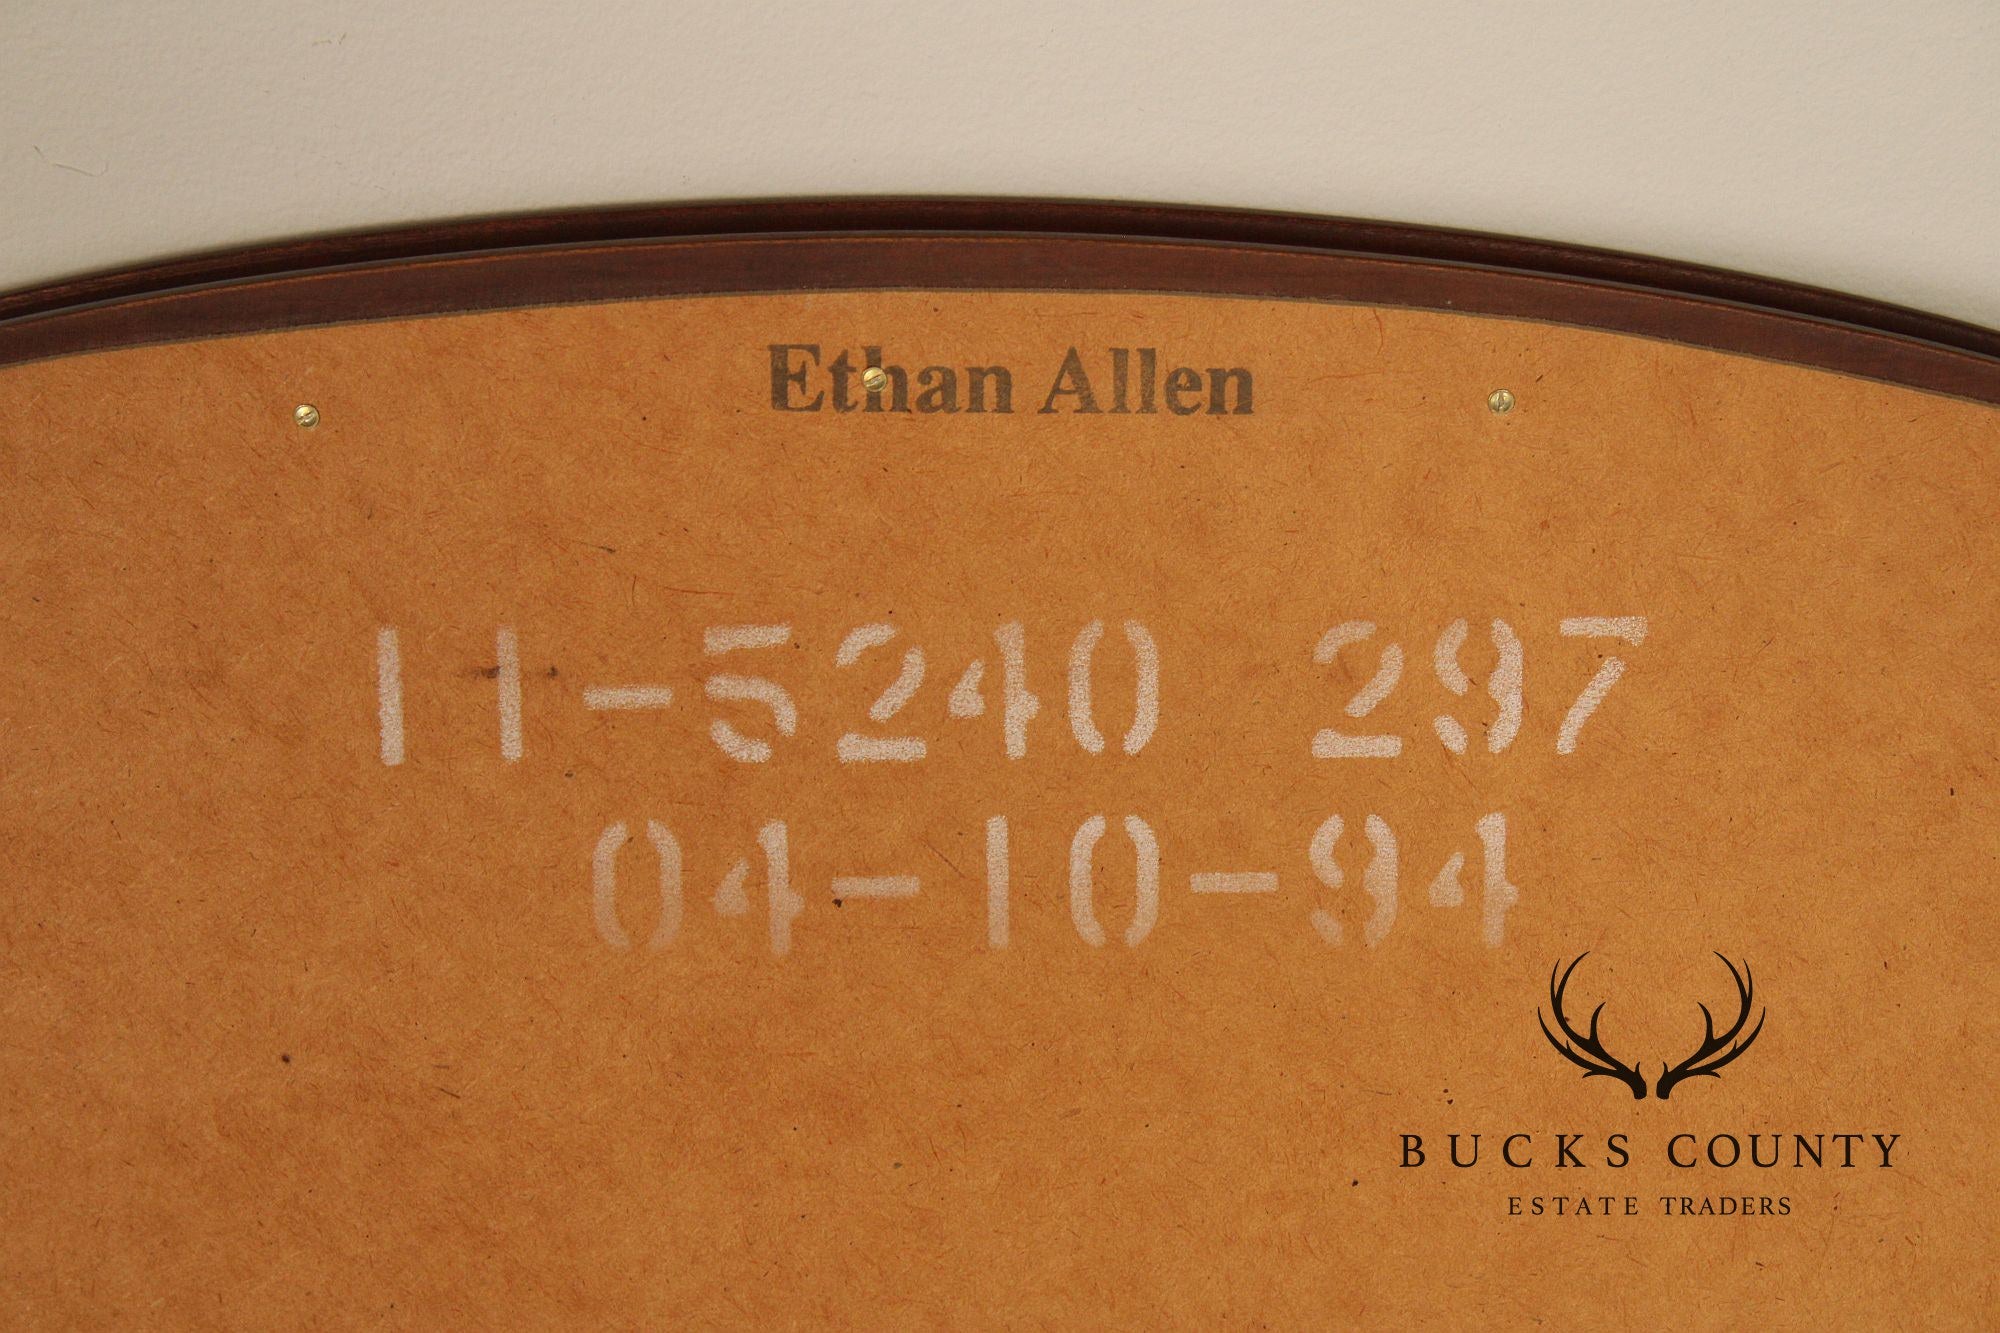 Ethan Allen
11-5240 297
04-10-94
BUCKS COUNTY
ESTATE TRADERS